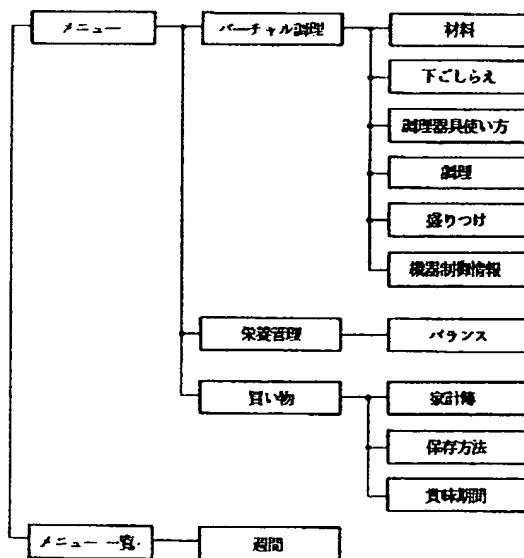 メニュー
バーチャル調理
材料
下ごしらえ
調理器具使い方
調理
盛りつけ
機器制御情報
栄養管理
バランス
買い物
家計簿
保存方法
賞味期間
メニュー一覧
週間